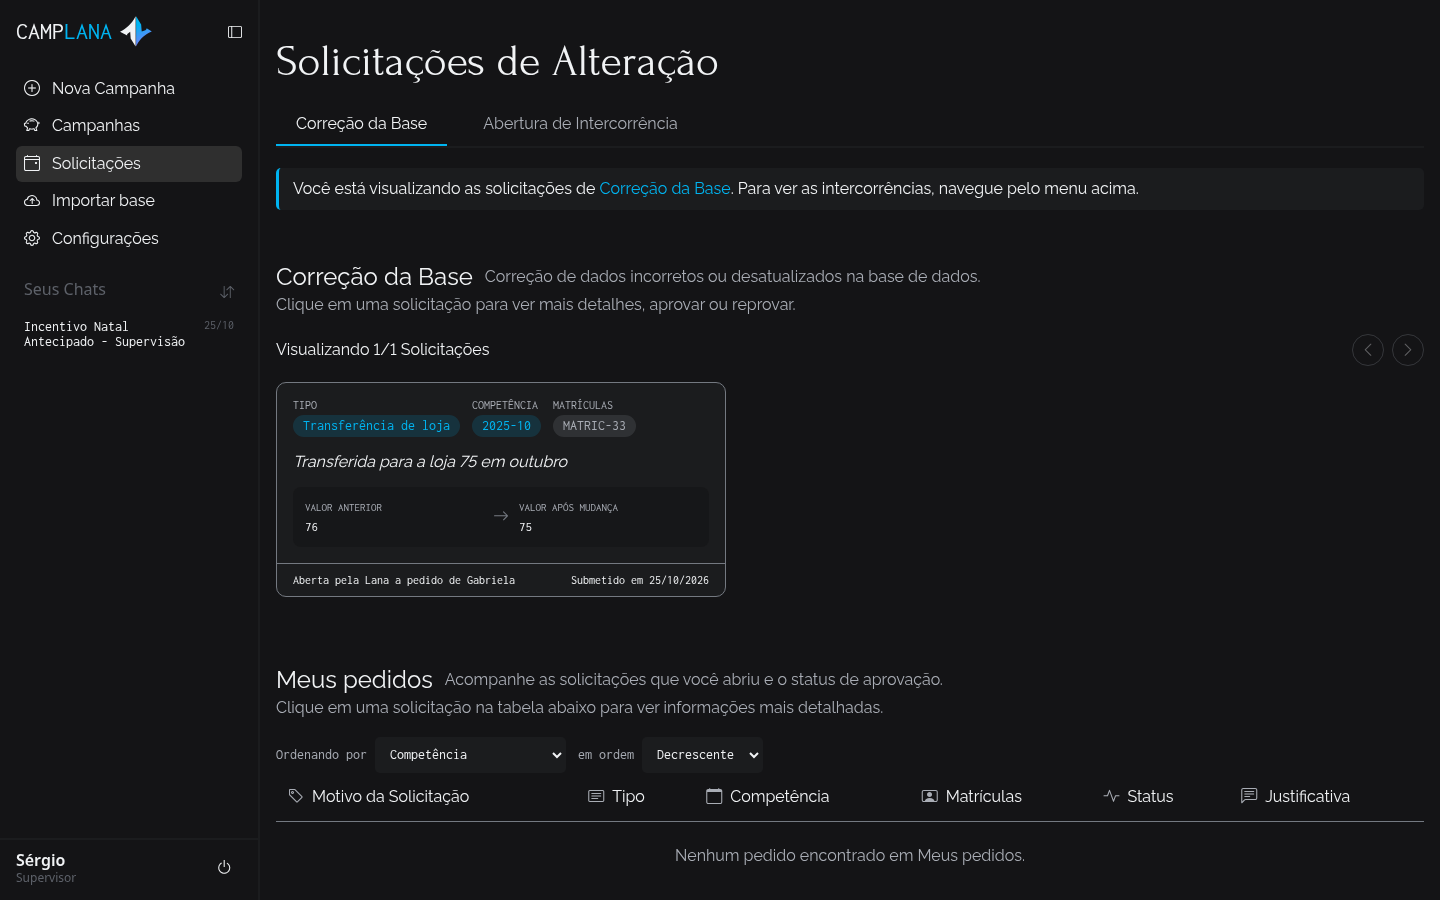 CAMPLANA
Nova Campanha
Campanhas
Solicitações
Importar base
Configurações
Seus Chats
Incentivo Natal
Antecipado - Supervisão
25/10
Sérgio
Supervisor
Solicitações de Alteração
Correção da Base
Abertura de Intercorrência
Você está visualizando as solicitações de Correção da Base. Para ver as intercorrências, navegue pelo menu acima.
Correção da Base Correção de dados incorretos ou desatualizados na base de dados.
Clique em uma solicitação para ver mais detalhes, aprovar ou reprovar.
Visualizando 1/1 Solicitações
TIPO COMPETÊNCIA MATRÍCULAS
Transferência de loja 2025-10 MATRIC-33
Transferida para a loja 75 em outubro
VALOR ANTERIOR VALOR APÓS MUDANÇA
76 75
Aberta pela Lana a pedido de Gabriela Submetido em 25/10/2026
Meus pedidos Acompanhe as solicitações que você abriu e o status de aprovação.
Clique em uma solicitação na tabela abaixo para ver informações mais detalhadas.
Ordenando por Competência em ordem Decrescente
Motivo da Solicitação Tipo Competência Matrículas Status Justificativa
Nenhum pedido encontrado em Meus pedidos.